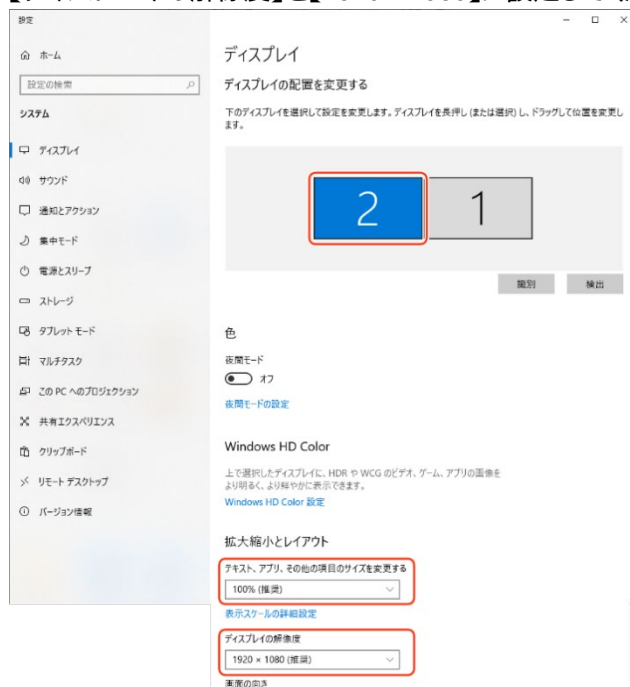 設定
ホーム
設定の検索
システム
ディスプレイ
サウンド
通知とアクション
集中モード
電源とスリープ
ストレージ
タブレット モード
マルチタスク
この PC へのプロジェクション
共有エクスペリエンス
クリップボード
リモート デスクトップ
バージョン情報
ディスプレイ
ディスプレイの配置を変更する
下のディスプレイを選択して設定を変更します。ディスプレイを長押し (または選択) し、ドラッグして位置を変更し
ます。
2
1
識別
検出
色
夜間モード
オフ
夜間モードの設定
Windows HD Color
上で選択したディスプレイに、HDR や WCG のビデオ、ゲーム、アプリの画像を
より明るく、より鮮やかに表示できます。
Windows HD Color 設定
拡大縮小とレイアウト
テキスト、アプリ、その他の項目のサイズを変更する
100% (推奨)
表示スケールの詳細設定
ディスプレイの解像度
1920 × 1080 (推奨)
画面の向き